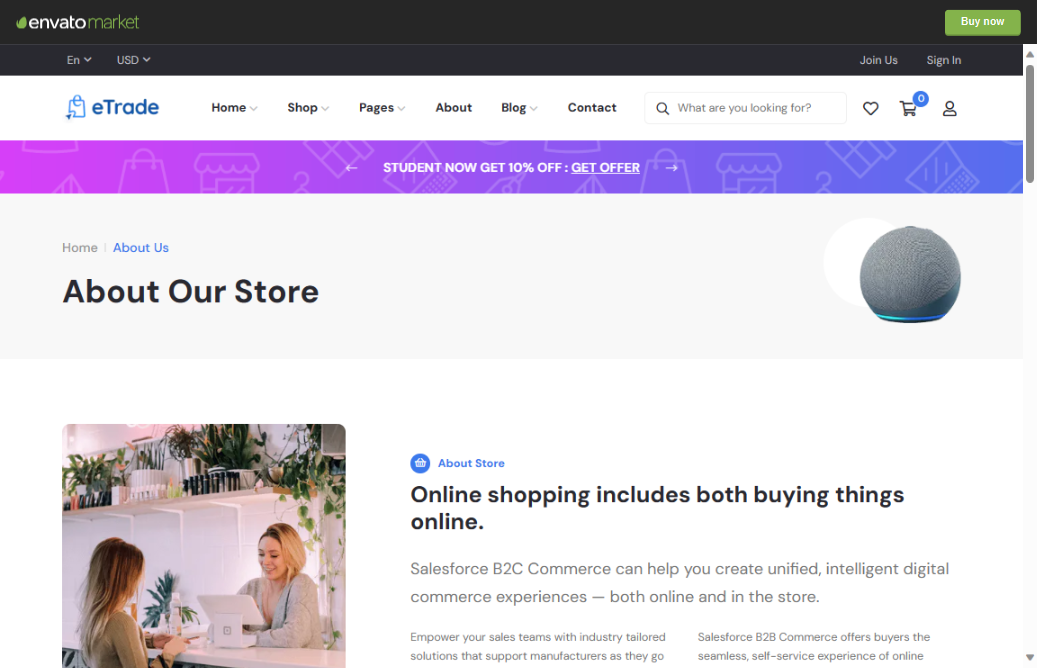 envato market
Buy now
En
USD
Join Us
Sign In
eTrade
Home
Shop
Pages
About
Blog
Contact
What are you looking for?
0
STUDENT NOW GET 10% OFF : GET OFFER
Home
About Us
About Our Store
About Store
Online shopping includes both buying things
online.
Salesforce B2C Commerce can help you create unified, intelligent digital
commerce experiences — both online and in the store.
Empower your sales teams with industry tailored
solutions that support manufacturers as they go
Salesforce B2B Commerce offers buyers the
seamless, self-service experience of online